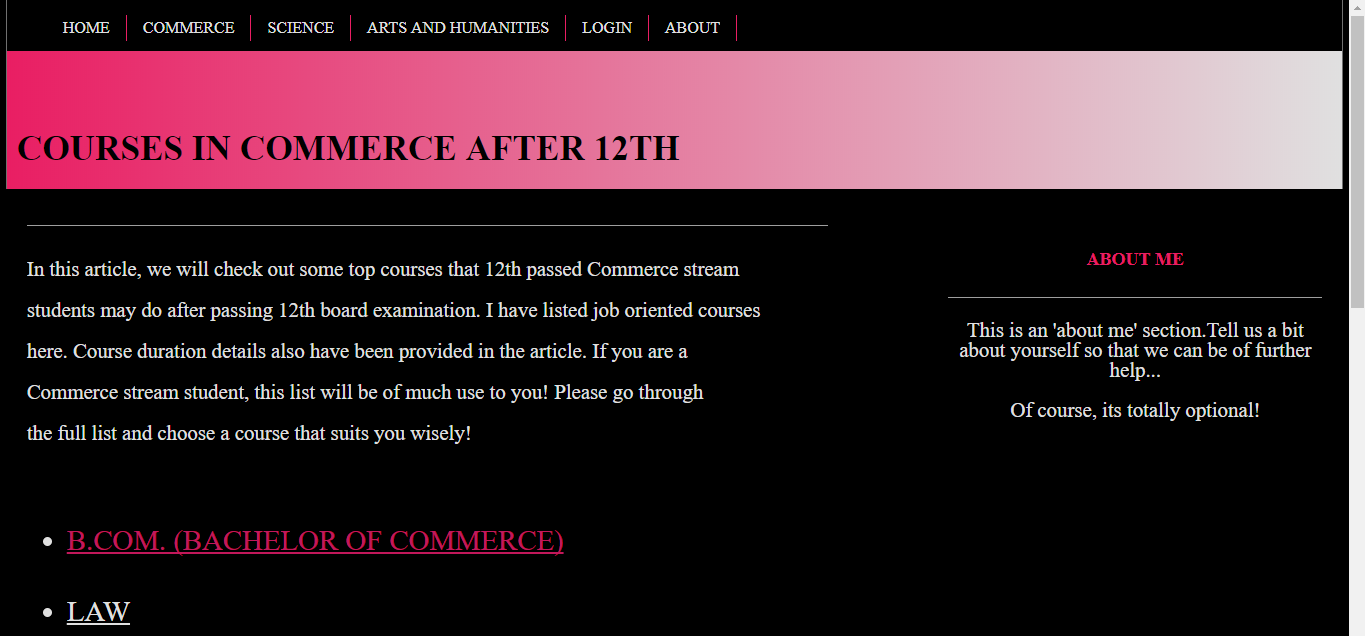 HOME COMMERCE SCIENCE ARTS AND HUMANITIES LOGIN ABOUT
COURSES IN COMMERCE AFTER 12TH
In this article, we will check out some top courses that 12th passed Commerce stream
students may do after passing 12th board examination. I have listed job oriented courses
here. Course duration details also have been provided in the article. If you are a
Commerce stream student, this list will be of much use to you! Please go through
the full list and choose a course that suits you wisely!
B.COM. (BACHELOR OF COMMERCE)
LAW
ABOUT ME
This is an 'about me' section.Tell us a bit
about yourself so that we can be of further
help...
Of course, its totally optional!